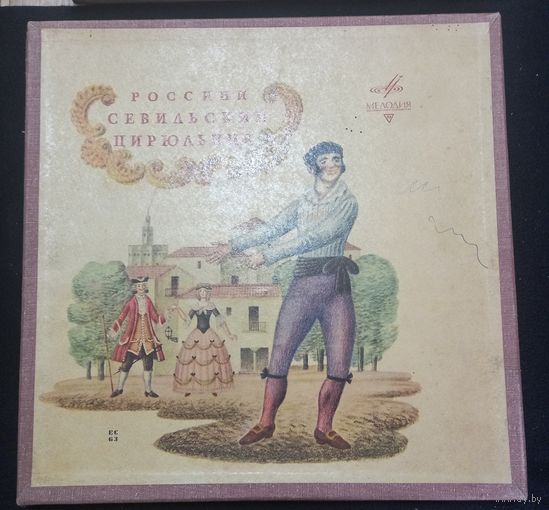 РОССИНИ
СЕВИЛЬСКИЙ
ЦИРЮЛЬНИК
МЕЛОДИЯ
ЕС
63